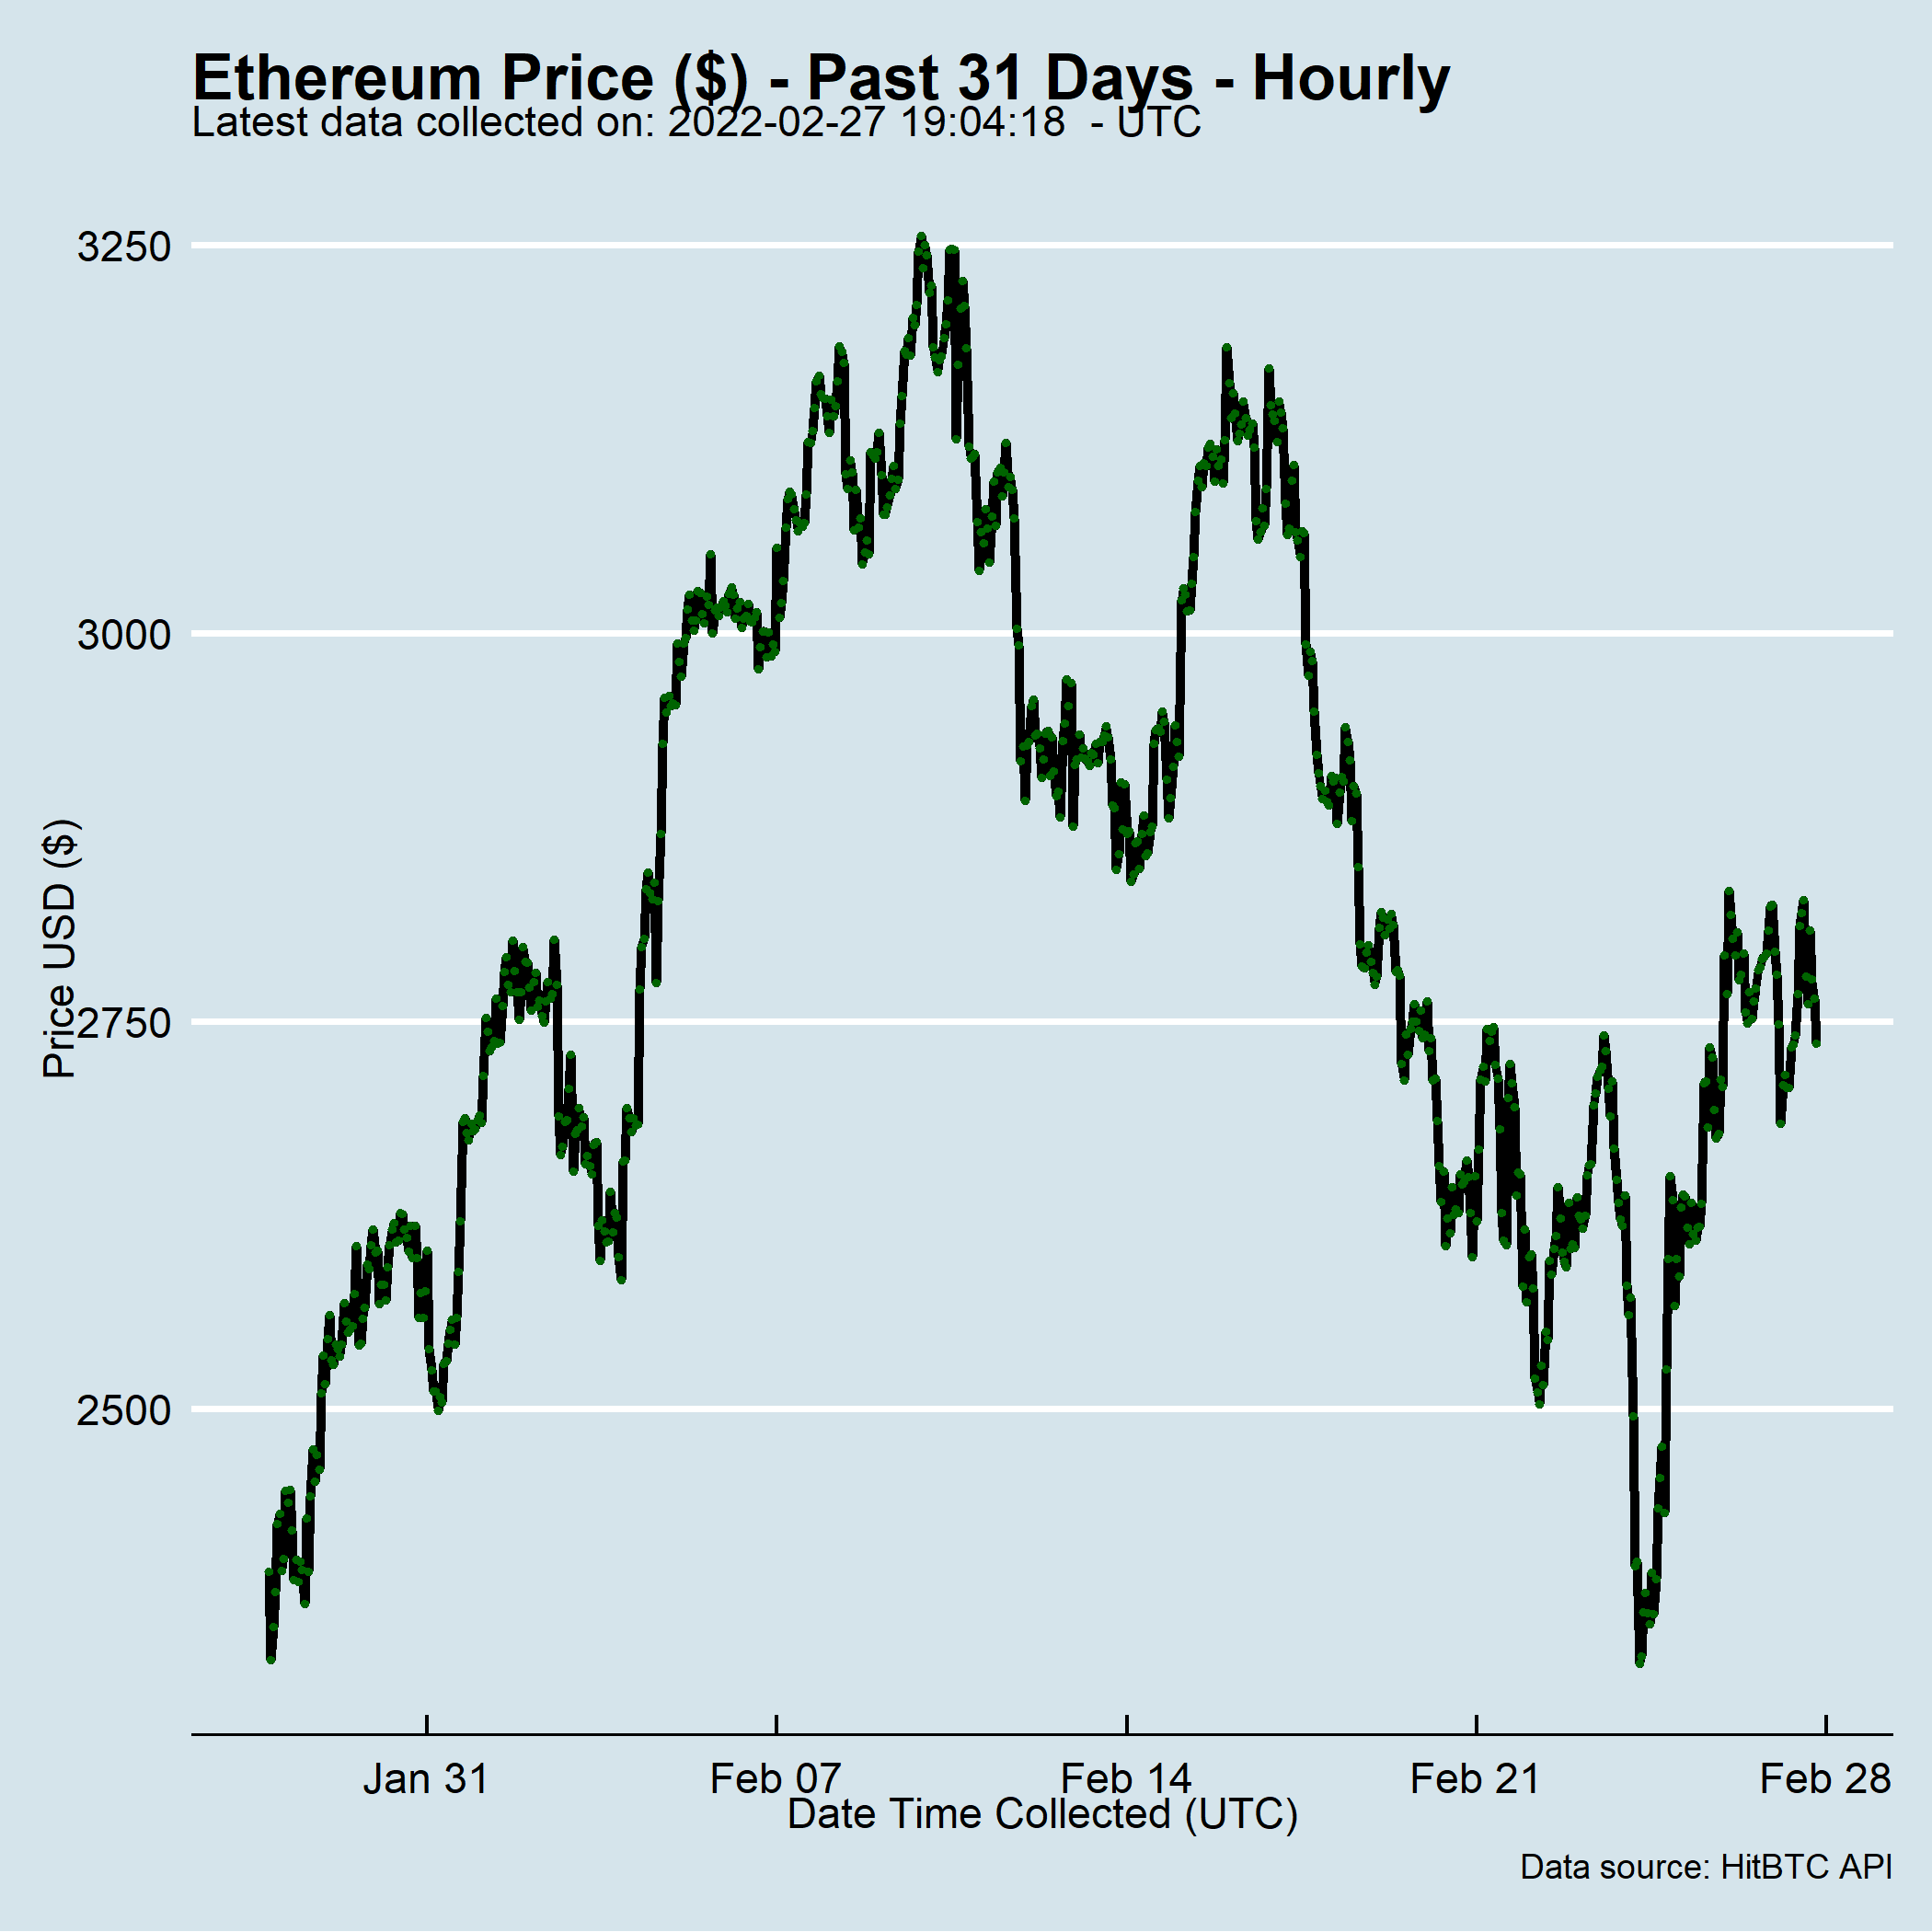 Ethereum Price ($) - Past 31 Days - Hourly
Latest data collected on: 2022-02-27 19:04:18  - UTC
3250
3000
2750
2500
Price USD ($)
Jan 31 Feb 07 Feb 14 Feb 21 Feb 28
Date Time Collected (UTC)
Data source: HitBTC API